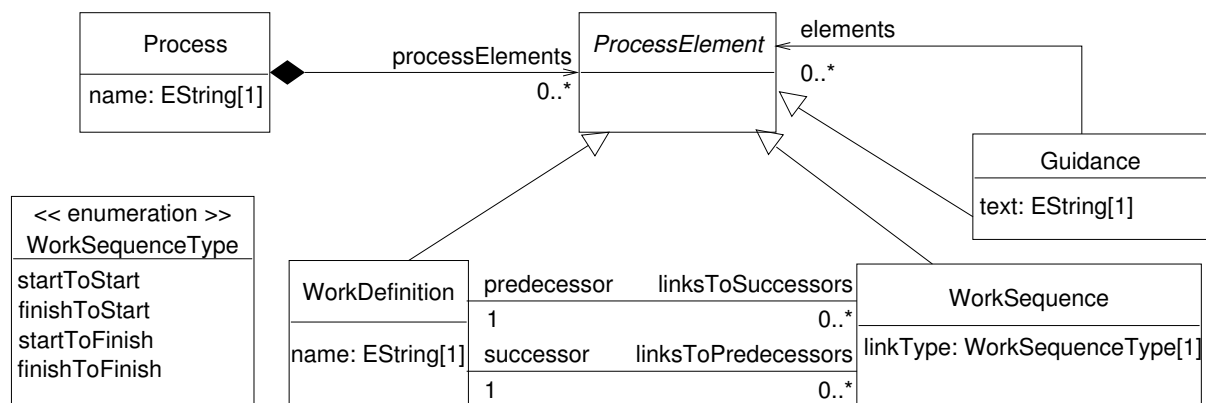 Process
name: EString[1]
processElements
0..*
ProcessElement
elements
0..*
Guidance
text: EString[1]
<< enumeration >>
WorkSequenceType
startToStart
finishToStart
startToFinish
finishToFinish
WorkDefinition
name: EString[1]
predecessor
linksToSuccessors
1
0..*
successor
linksToPredecessors
1
0..*
WorkSequence
linkType: WorkSequenceType[1]